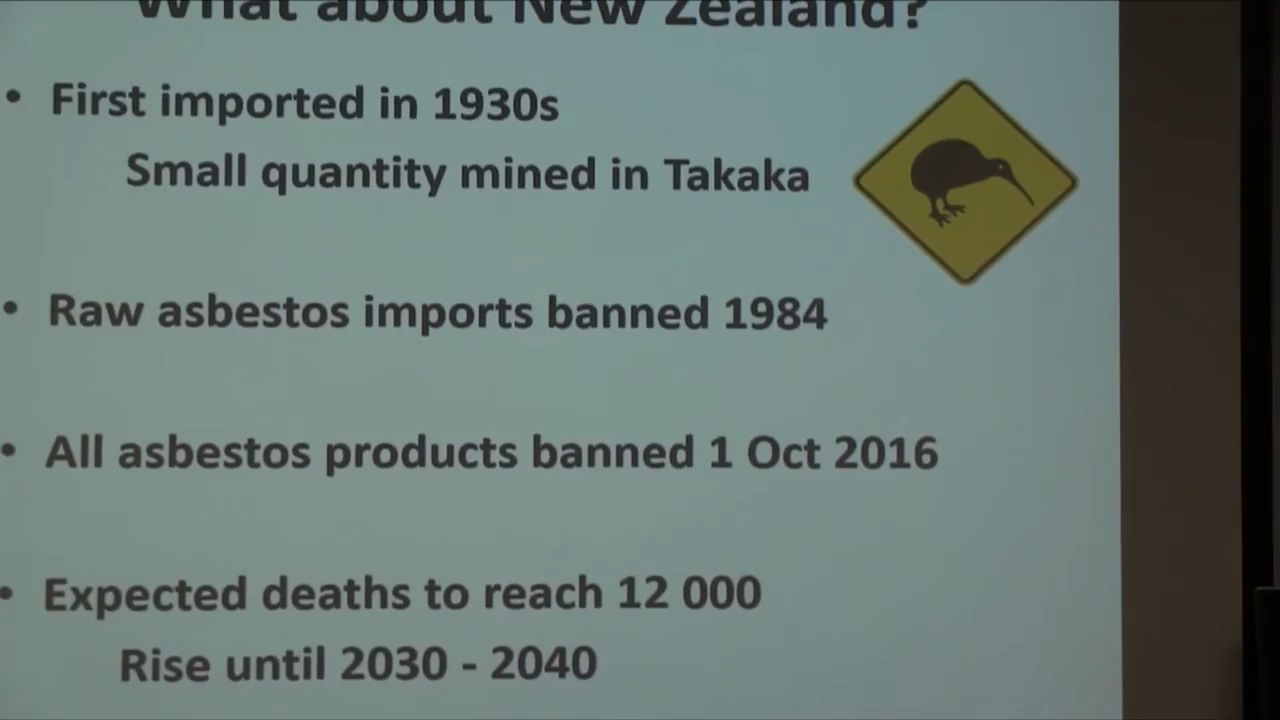 What about New Zealand?
• First imported in 1930s
Small quantity mined in Takaka
• Raw asbestos imports banned 1984
• All asbestos products banned 1 Oct 2016
• Expected deaths to reach 12 000
Rise until 2030 - 2040